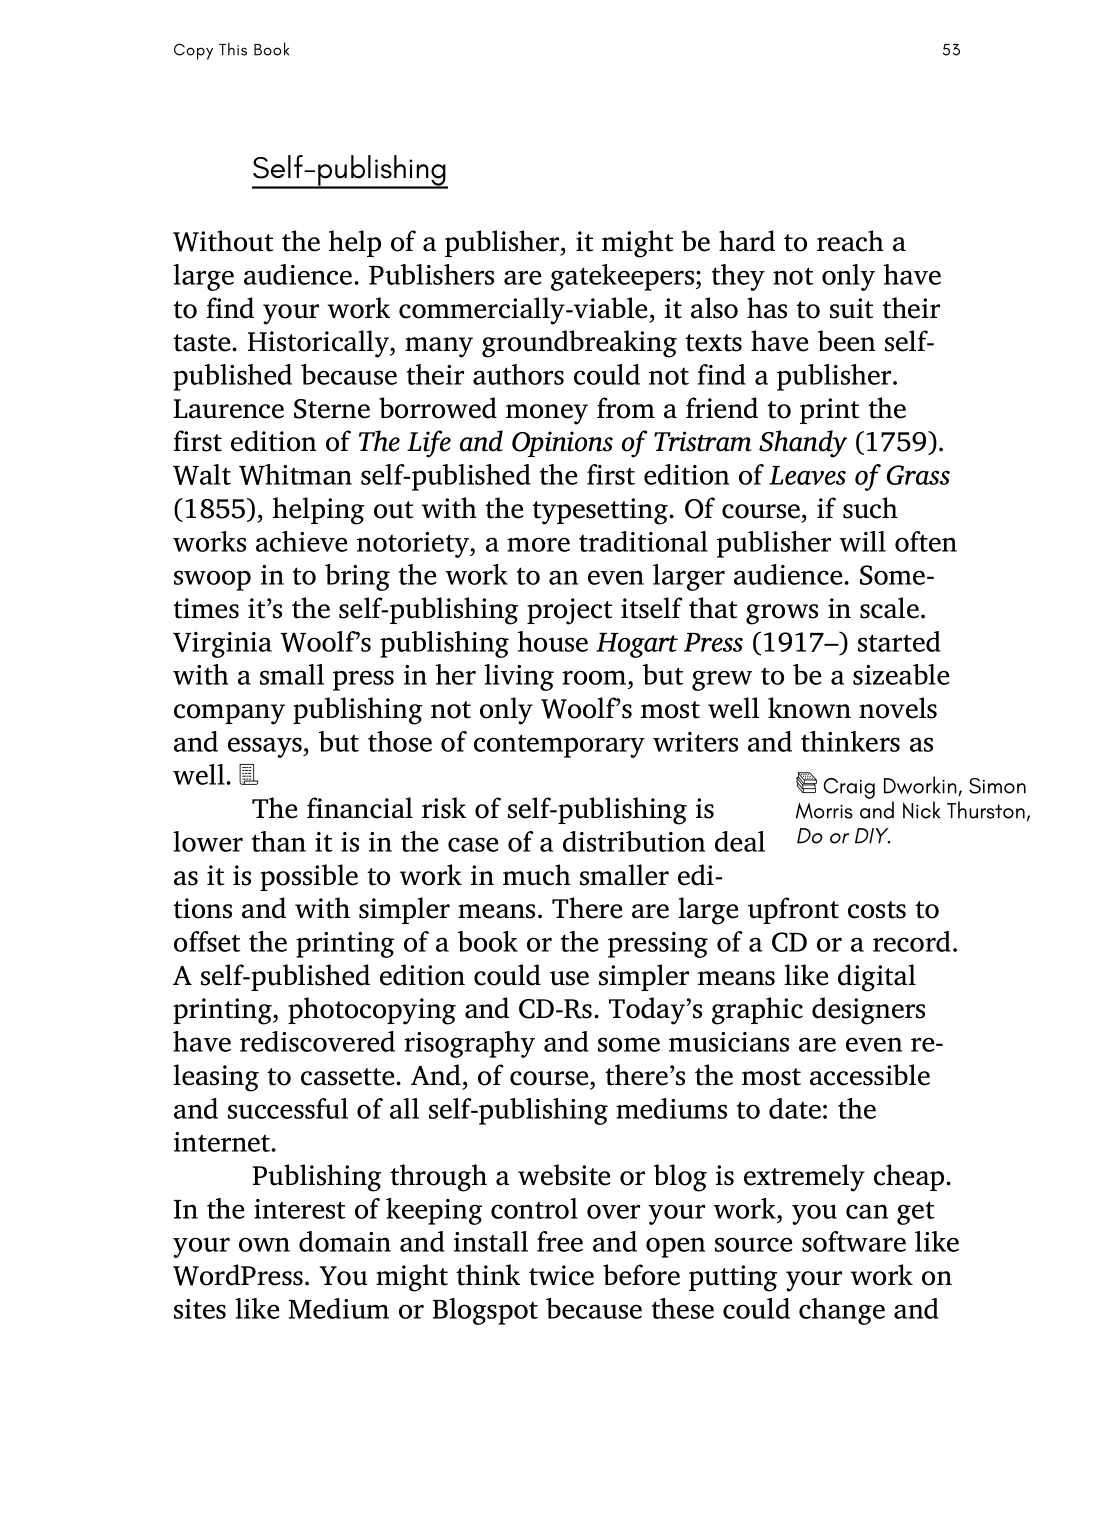 Copy This Book 53
Self-publishing
Without the help of a publisher, it might be hard to reach a
large audience. Publishers are gatekeepers; they not only have
to find your work commercially-viable, it also has to suit their
taste. Historically, many groundbreaking texts have been self-
published because their authors could not find a publisher.
Laurence Sterne borrowed money from a friend to print the
first edition of The Life and Opinions of Tristram Shandy (1759).
Walt Whitman self-published the first edition of Leaves of Grass
(1855), helping out with the typesetting. Of course, if such
works achieve notoriety, a more traditional publisher will often
swoop in to bring the work to an even larger audience. Some-
times it’s the self-publishing project itself that grows in scale.
Virginia Woolf’s publishing house Hogart Press (1917–) started
with a small press in her living room, but grew to be a sizeable
company publishing not only Woolf’s most well known novels
and essays, but those of contemporary writers and thinkers as
well.
Craig Dworkin, Simon
Morris and Nick Thurston,
Do or DIY.
The financial risk of self-publishing is
lower than it is in the case of a distribution deal
as it is possible to work in much smaller edi-
tions and with simpler means. There are large upfront costs to
offset the printing of a book or the pressing of a CD or a record.
A self-published edition could use simpler means like digital
printing, photocopying and CD-Rs. Today’s graphic designers
have rediscovered risography and some musicians are even re-
leasing to cassette. And, of course, there’s the most accessible
and successful of all self-publishing mediums to date: the
internet.
Publishing through a website or blog is extremely cheap.
In the interest of keeping control over your work, you can get
your own domain and install free and open source software like
WordPress. You might think twice before putting your work on
sites like Medium or Blogspot because these could change and